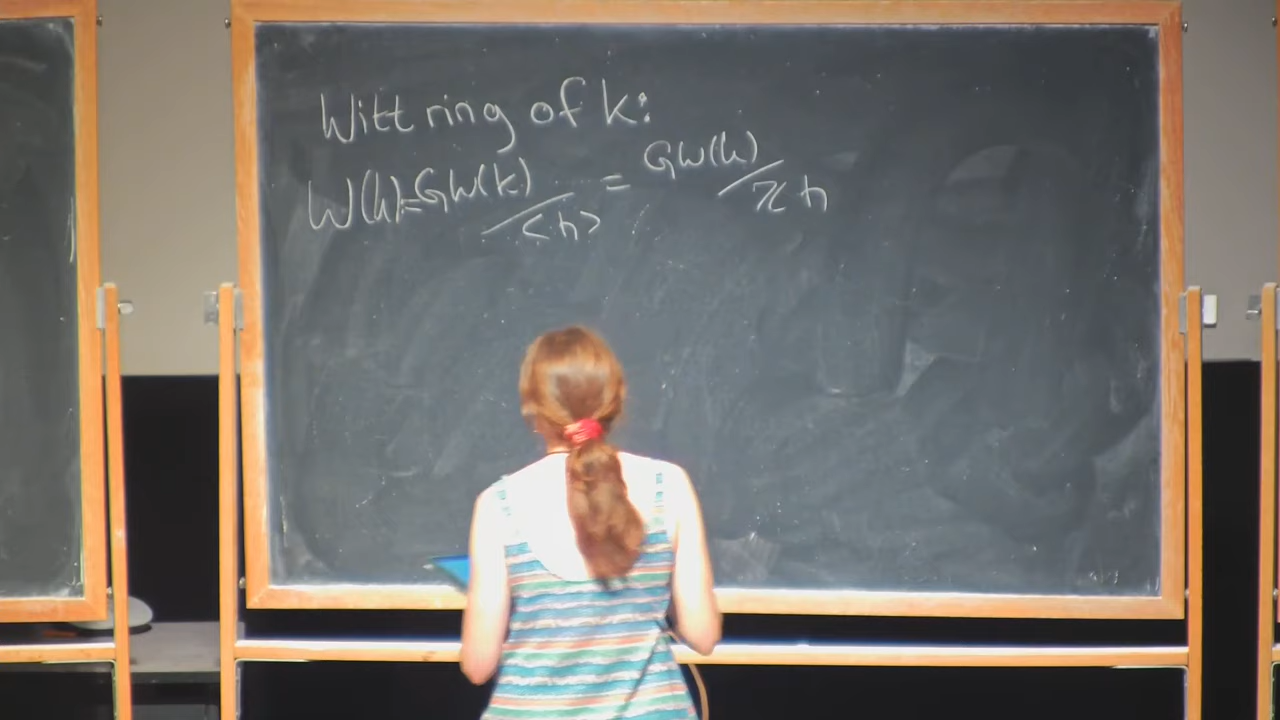 Witt ring of k:
W(k)=GW(k)/<h> = GW(k)/ℤh